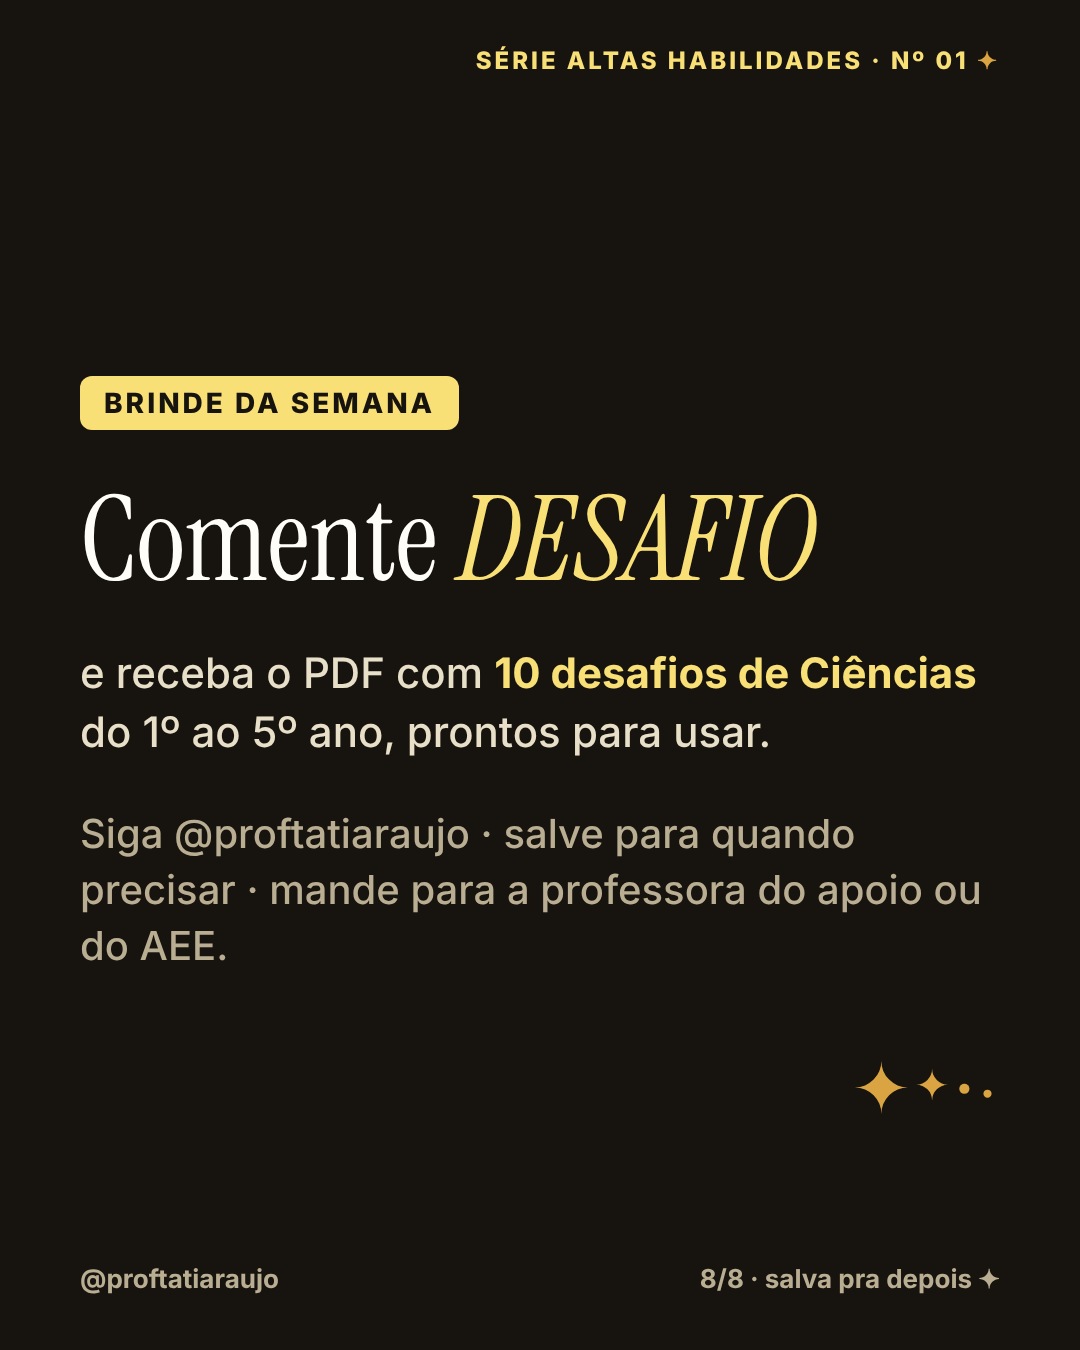 SÉRIE ALTAS HABILIDADES · Nº 01 ✦
BRINDE DA SEMANA
Comente DESAFIO
e receba o PDF com 10 desafios de Ciências
do 1º ao 5º ano, prontos para usar.
Siga @proftatiaraujo · salve para quando
precisar · mande para a professora do apoio ou
do AEE.
@proftatiaraujo
8/8 · salva pra depois ✦